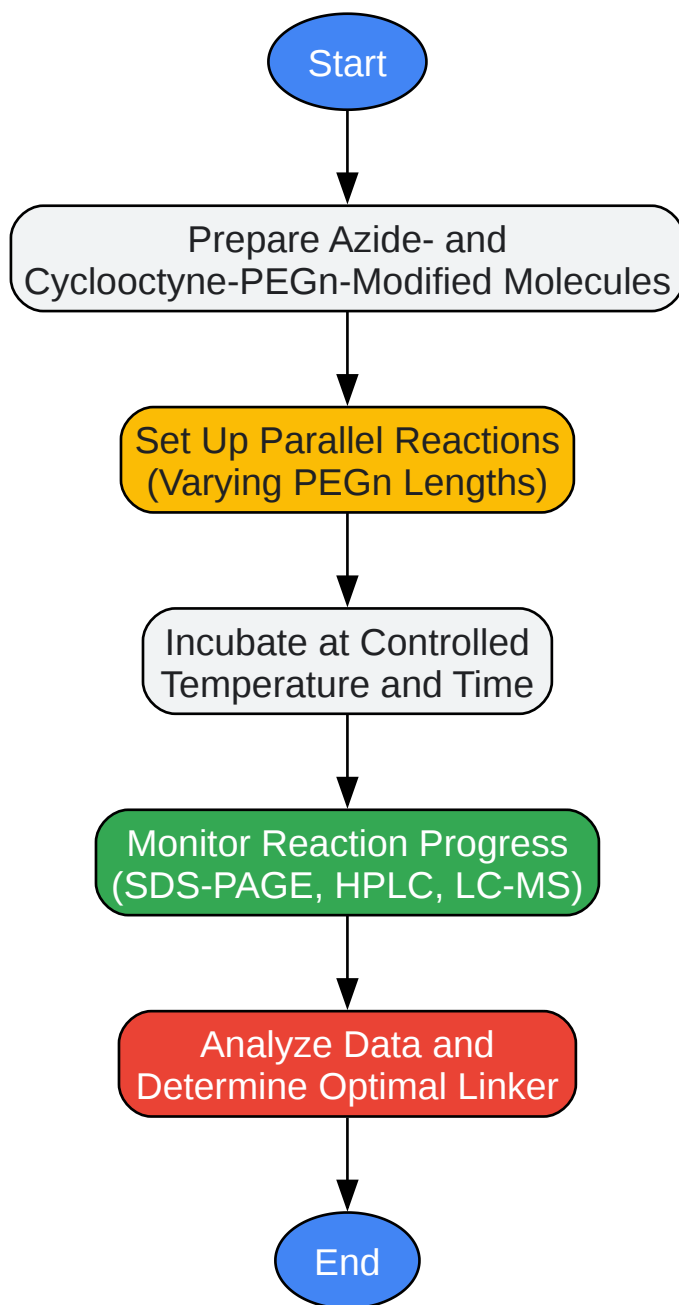 Start
Prepare Azide- and
Cyclooctyne-PEGn-Modified Molecules
Set Up Parallel Reactions
(Varying PEGn Lengths)
Incubate at Controlled
Temperature and Time
Monitor Reaction Progress
(SDS-PAGE, HPLC, LC-MS)
Analyze Data and
Determine Optimal Linker
End